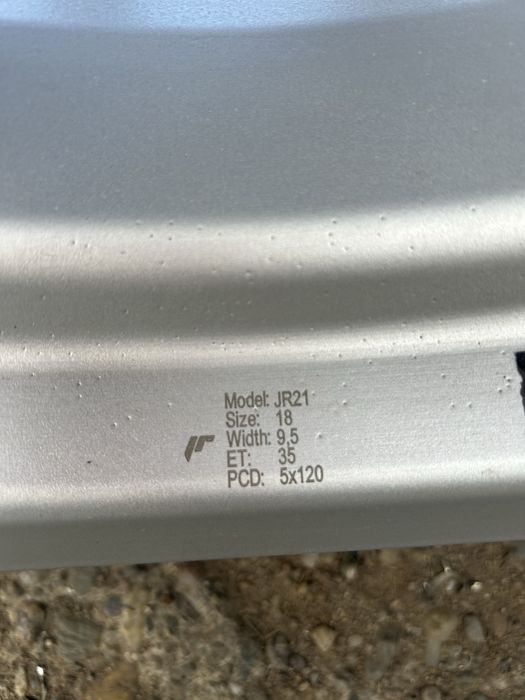 Model: JR21
Size: 18
Width: 9,5
ET: 35
PCD: 5x120